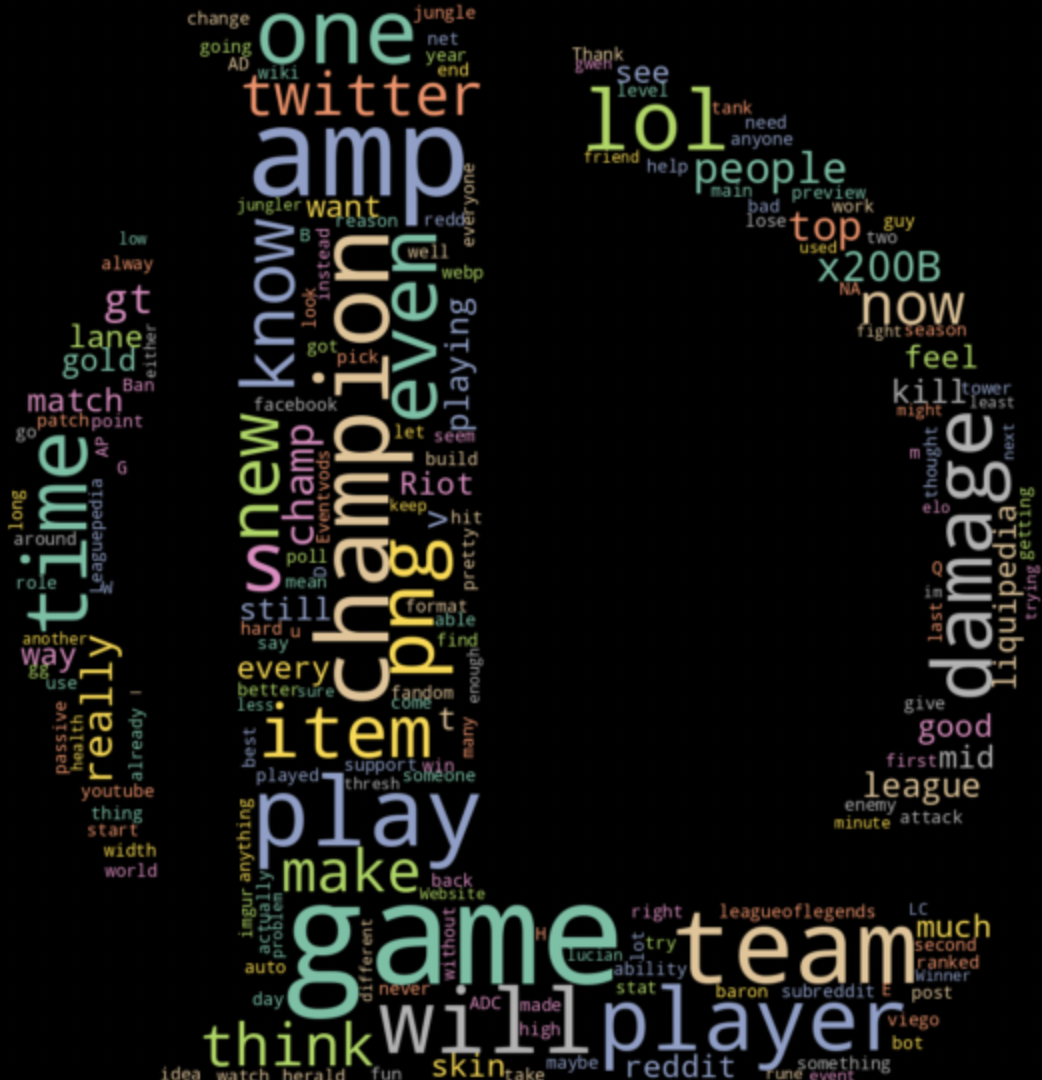 change
one
jungle
going
net
AD
wiki
year
end
twitter
amp
jungler
want
reason
everyone
know
B
instead
well
webp
look
champion
even
playing
got
pick
facebook
new
champ
Eventvods
let
seem
build
Riot
keep
v
hit
s
poll
mean
png
pretty
still
format
able
hard
u
say
find
every
enough
better
sure
less
fandom
come
item
t
many
best
support
win
played
thresh
someone
play
anything
make
back
Website
imgur
actually
problem
game
different
without
H
lucian
auto
day
never
ADC
made
high
will
think
idea
watch
herald
fun
skin
take
maybe
low
alway
gt
lane
gold
either
Ban
match
patch
point
go
AP
G
time
long
Leaguepedia
around
role
W
another
way
gg
use
really
passive
health
already
youtube
thing
start
width
world
Thank
gwen
see
level
lol
tank
need
anyone
friend
help
people
main
preview
bad
work
lose
top
guy
used
two
x200B
NA
now
fight
season
feel
kill
tower
least
might
damage
next
m
thought
elo
liquipedia
getting
trying
Q
im
last
give
good
first
mid
league
enemy
attack
minute
right
leagueoflegends
LC
much
lot
try
team
second
ranked
Winner
ability
stat
baron
subreddit
E
post
player
viego
bot
reddit
something
rune
event